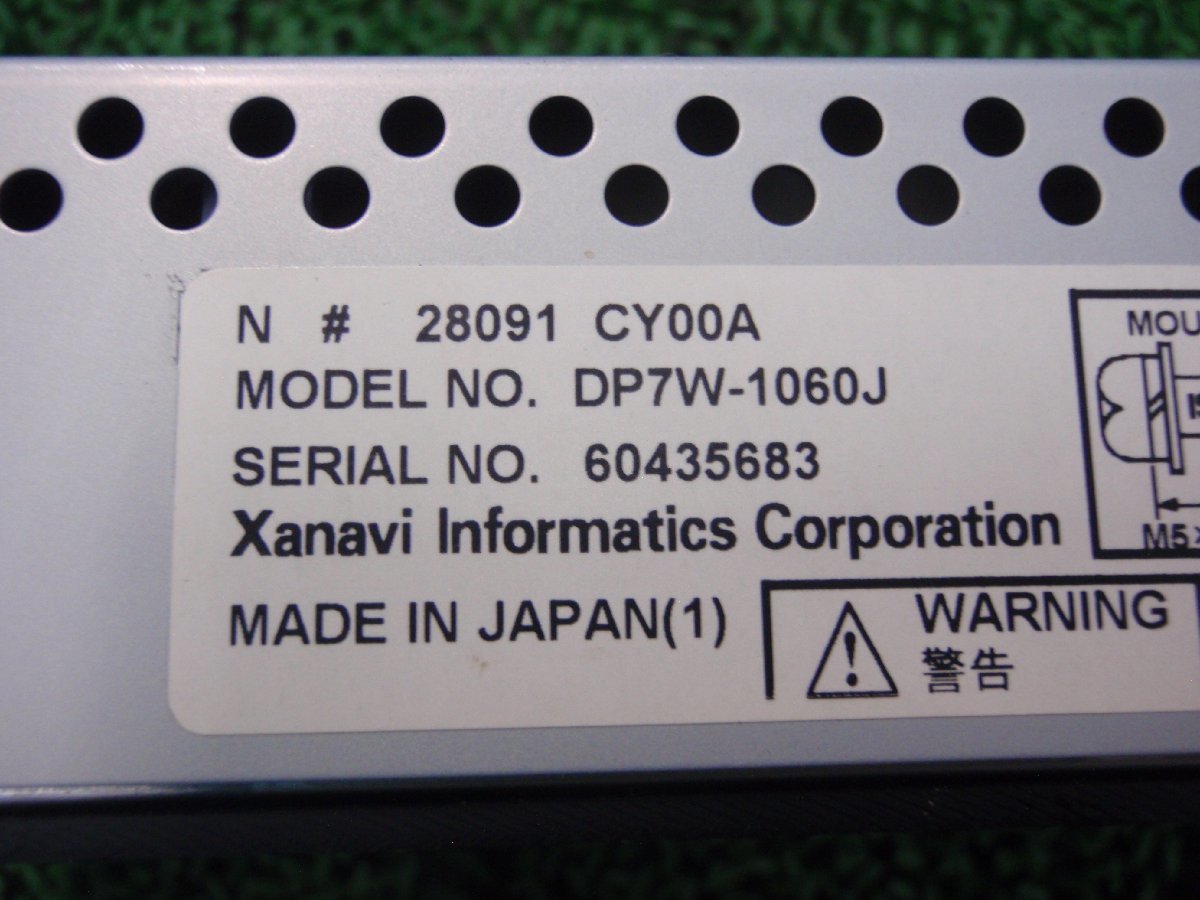 N # 28091 CY00A
MODEL NO. DP7W-1060J
SERIAL NO. 60435683
Xanavi Informatics Corporation
MADE IN JAPAN(1)
MOU
IS
M5
WARNING
警告